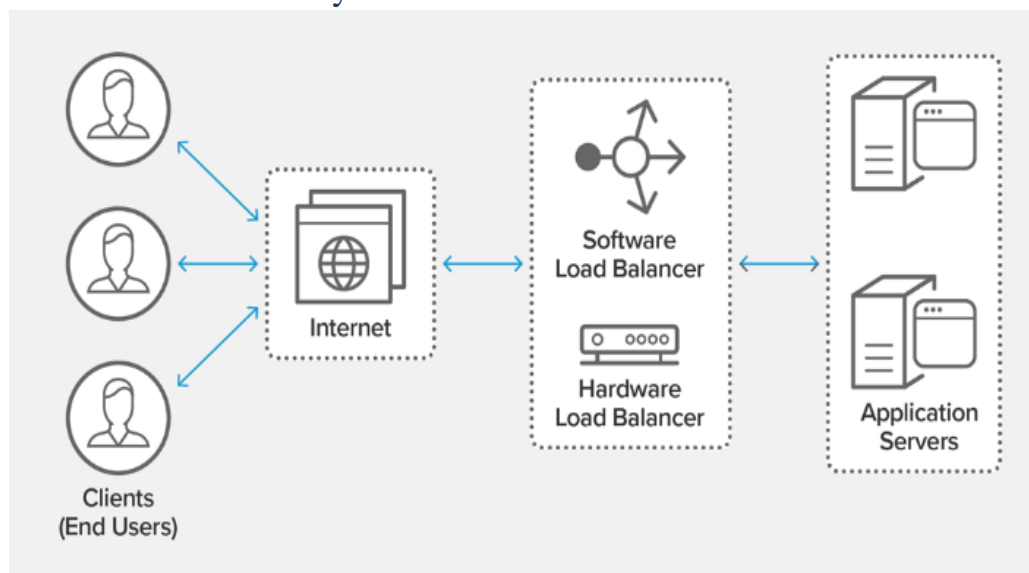 Clients
(End Users)
Internet
Software
Load Balancer
Hardware
Load Balancer
Application
Servers